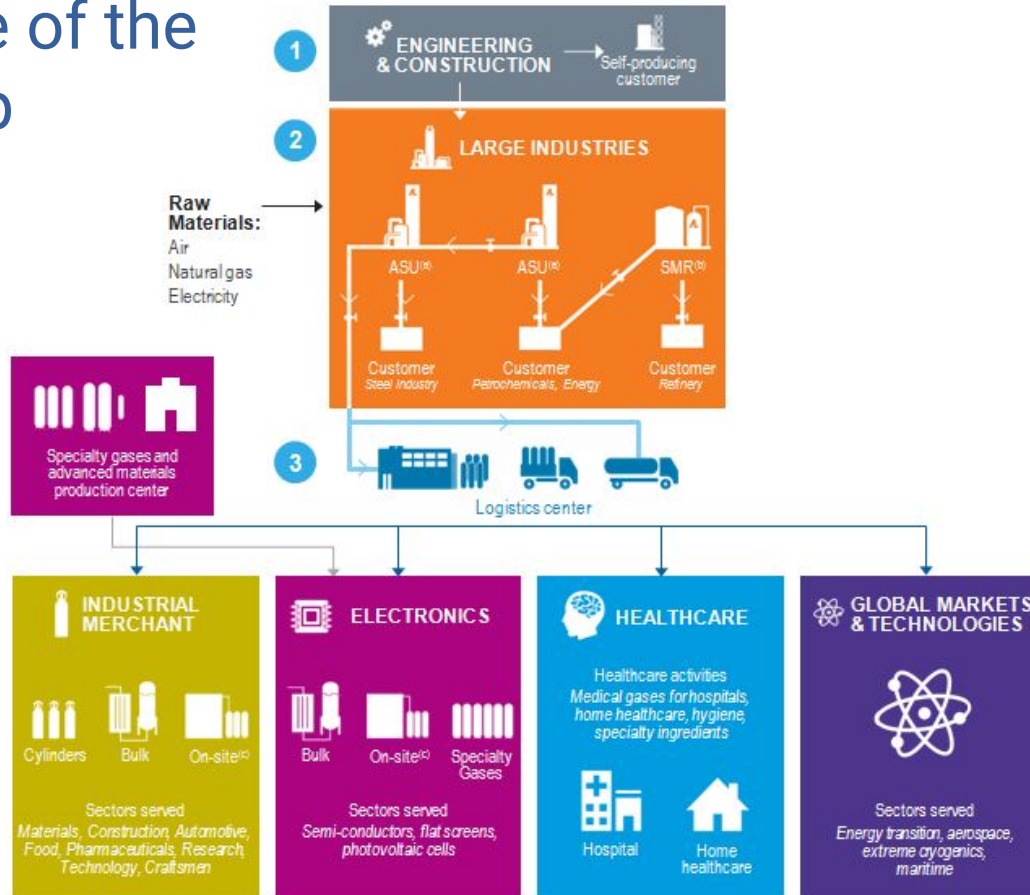 e of the
1
ENGINEERING
& CONSTRUCTION
Self-producing
customer
2
LARGE INDUSTRIES
Raw
Materials:
Air
Natural gas
Electricity
ASU(a)
ASU(a)
SMR(b)
Customer
Steel Industry
Customer
Petrochemicals, Energy
Customer
Refinery
Specialty gases and
advanced materials
production center
3
Logistics center
INDUSTRIAL
MERCHANT
Cylinders
Bulk
On-site(c)
Sectors served
Materials, Construction, Automotive,
Food, Pharmaceuticals, Research,
Technology, Craftsmen
ELECTRONICS
Bulk
On-site(c)
Specialty
Gases
Sectors served
Semi-conductors, flat screens,
photovoltaic cells
HEALTHCARE
Healthcare activities
Medical gases forhospitals,
home healthcare, hygiene,
specialty ingredients
Hospital
Home
healthcare
GLOBAL MARKETS
& TECHNOLOGIES
Sectors served
Energy transition, aerospace,
extreme cryogenics,
maritime